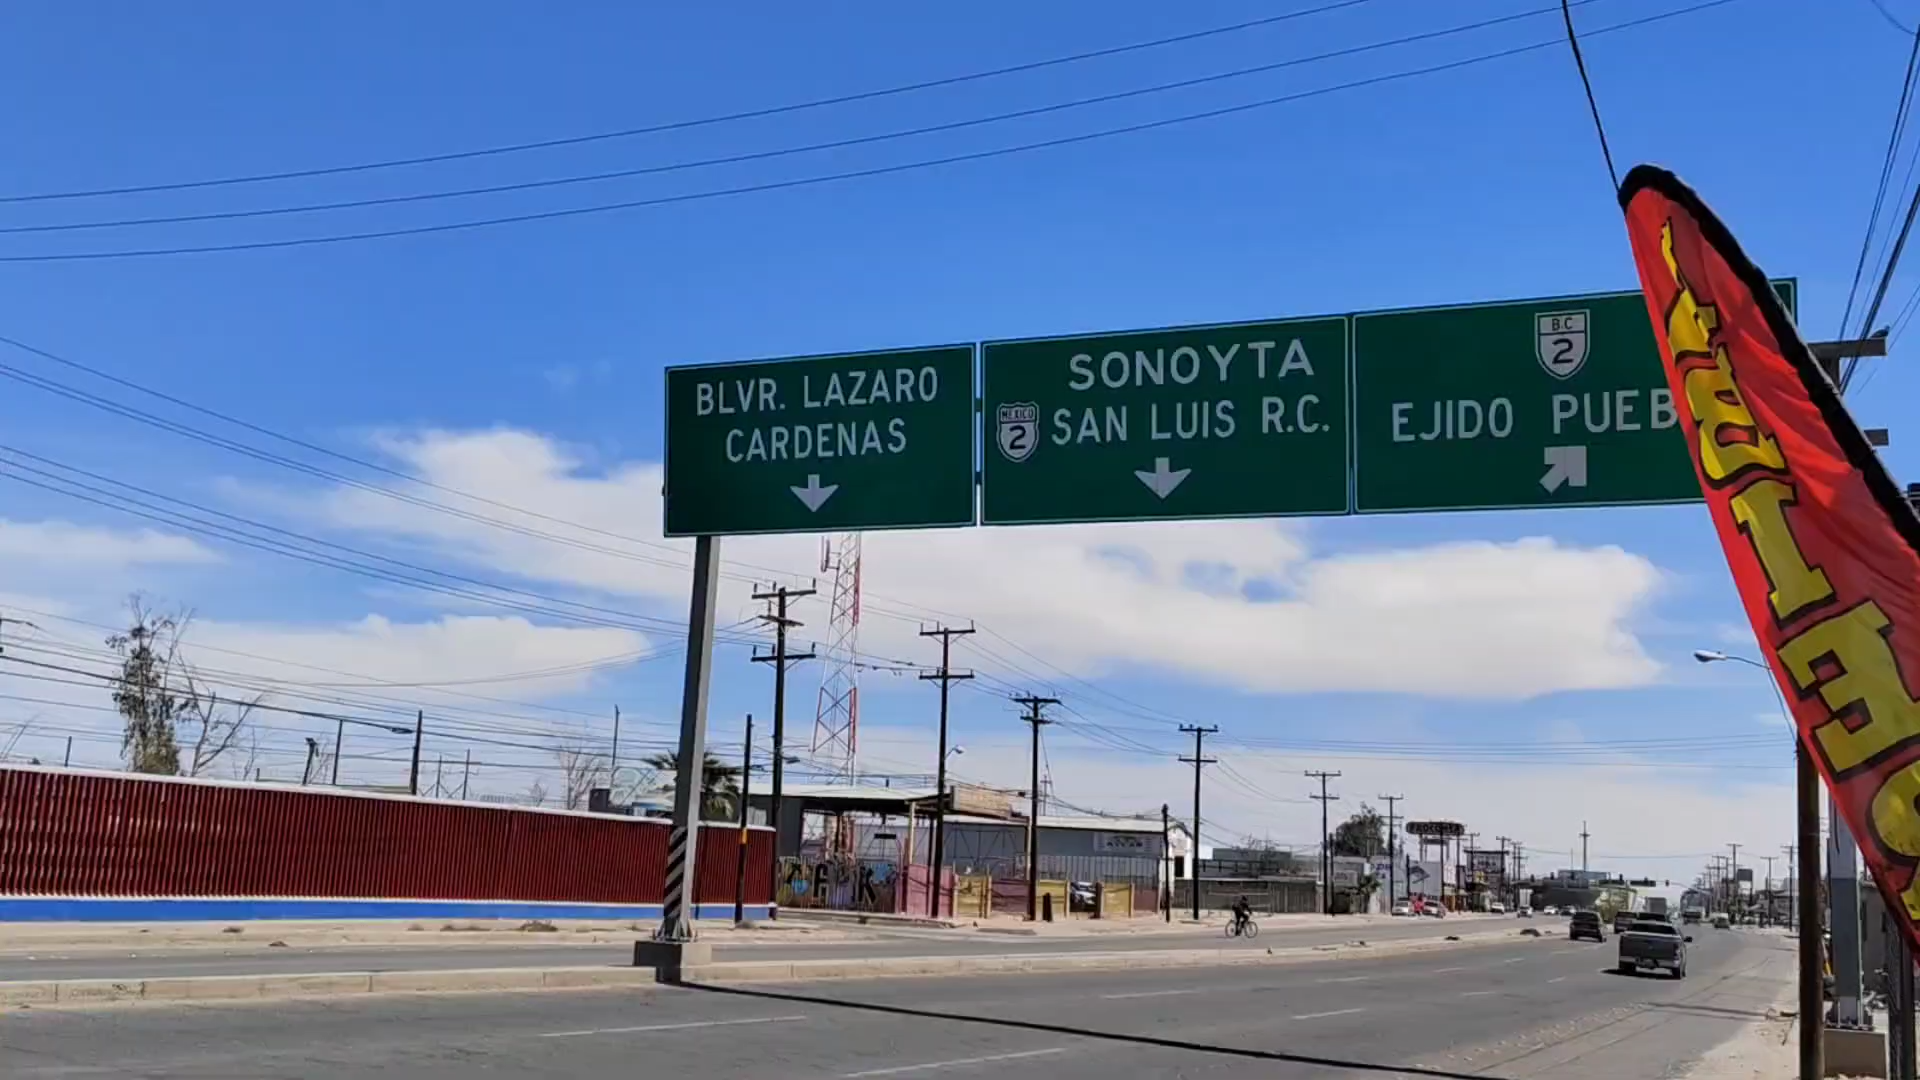 BLVR. LAZARO
CARDENAS
SONOYTA
MEXICO
2
SAN LUIS R.C.
B.C
2
EJIDO PUEB